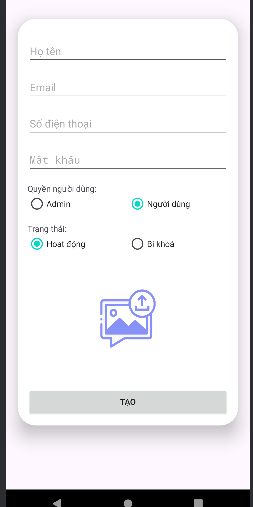 Họ tên
Email
Số điện thoại
Mật khẩu
Quyền người dùng:
Admin Người dùng
Trạng thái:
Hoạt động Bị khoá
TẠO